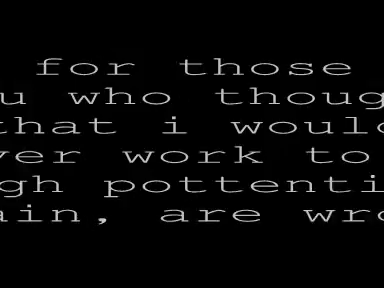 for those
u who thoug
that i would
ver work to
gh pottenti
ain, are wro